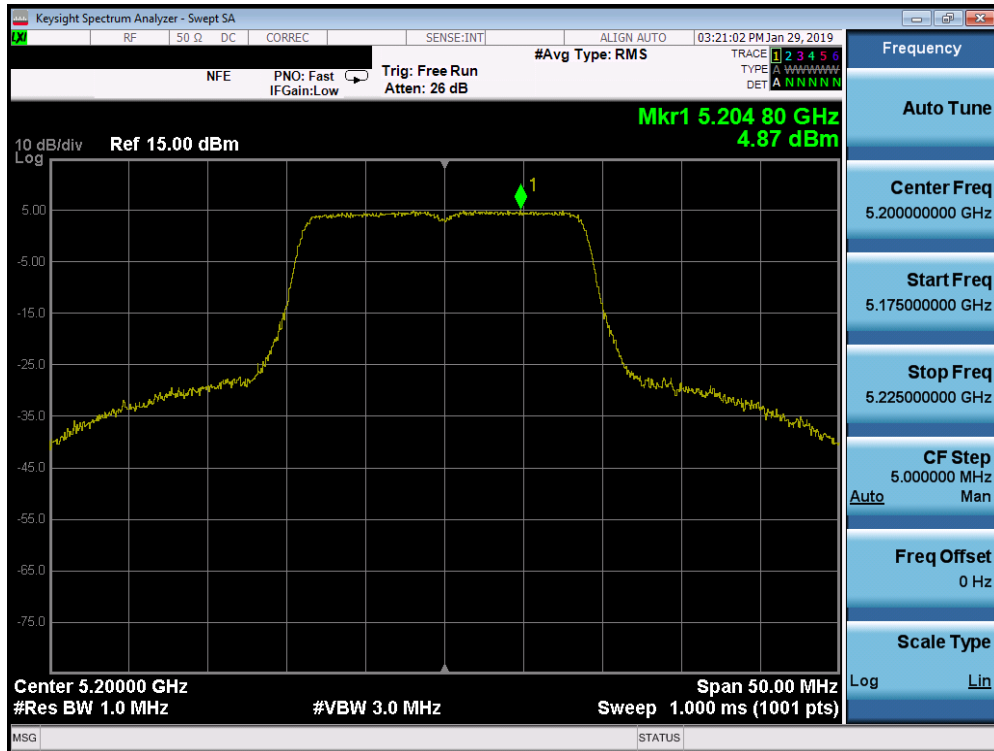 Keysight Spectrum Analyzer - Swept SA
LXI RF 50 Ω DC CORREC SENSE:INT ALIGN AUTO 03:21:02 PM Jan 29, 2019
NFE PNO: Fast Trig: Free Run #Avg Type: RMS TRACE 1 2 3 4 5 6
IFGain:Low Atten: 26 dB TYPE A W W W W W
DET A N N N N N
Mkr1 5.204 80 GHz
4.87 dBm
10 dB/div Ref 15.00 dBm
Log
1
5.00
-5.00
-15.0
-25.0
-35.0
-45.0
-55.0
-65.0
-75.0
Center 5.20000 GHz Span 50.00 MHz
#Res BW 1.0 MHz #VBW 3.0 MHz Sweep 1.000 ms (1001 pts)
MSG STATUS
Frequency
Auto Tune
Center Freq
5.200000000 GHz
Start Freq
5.175000000 GHz
Stop Freq
5.225000000 GHz
CF Step
5.000000 MHz
Auto Man
Freq Offset
0 Hz
Scale Type
Log Lin